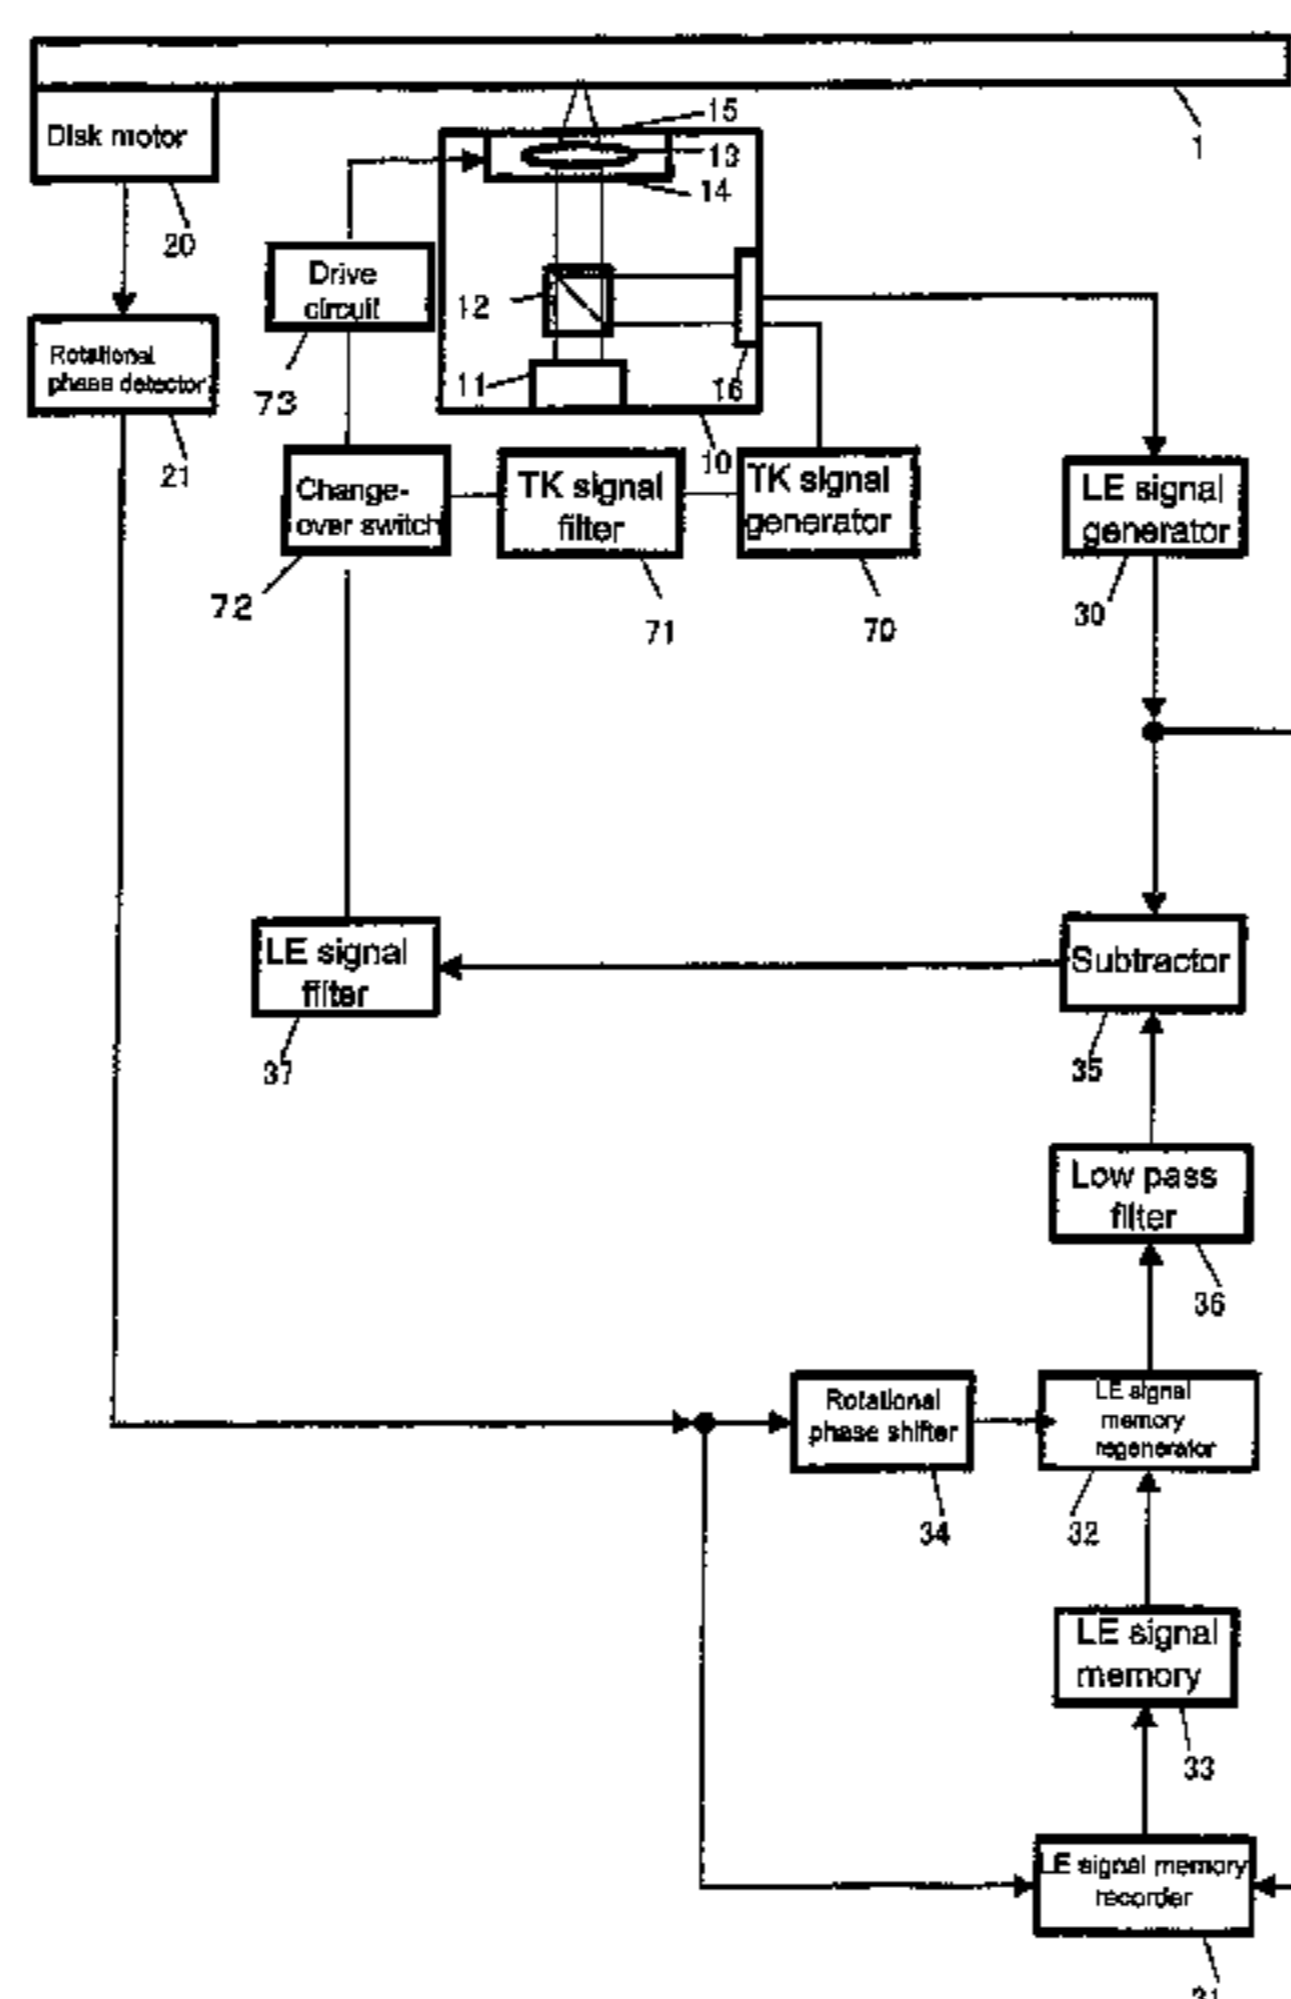 1
Disk motor
20
15
13
14
Drive
circuit
73
12
11
16
10
Rotational
phase detector
21
Change-
over switch
72
TK signal
filter
71
TK signal
generator
70
LE signal
generator
30
LE signal
filter
37
Subtractor
35
Low pass
filter
36
Rotational
phase shifter
34
LE signal
memory
regenerator
32
LE signal
memory
33
LE signal memory
recorder
31